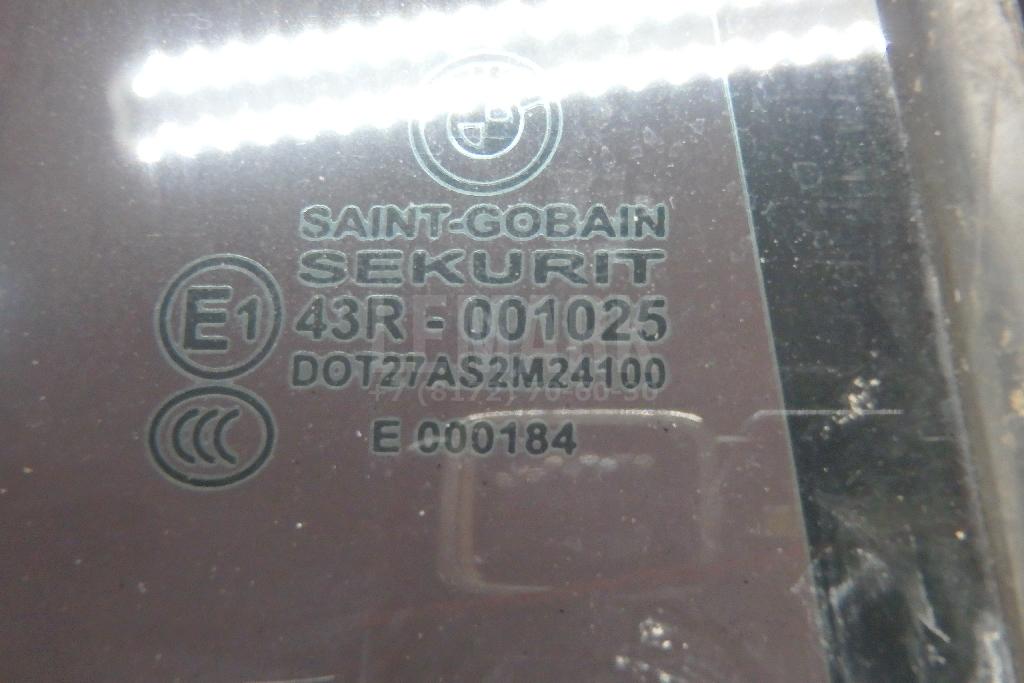 SAINT-GOBAIN
SEKURIT
E1 43R - 001025
DOT27AS2M24100
CCC
E 000184